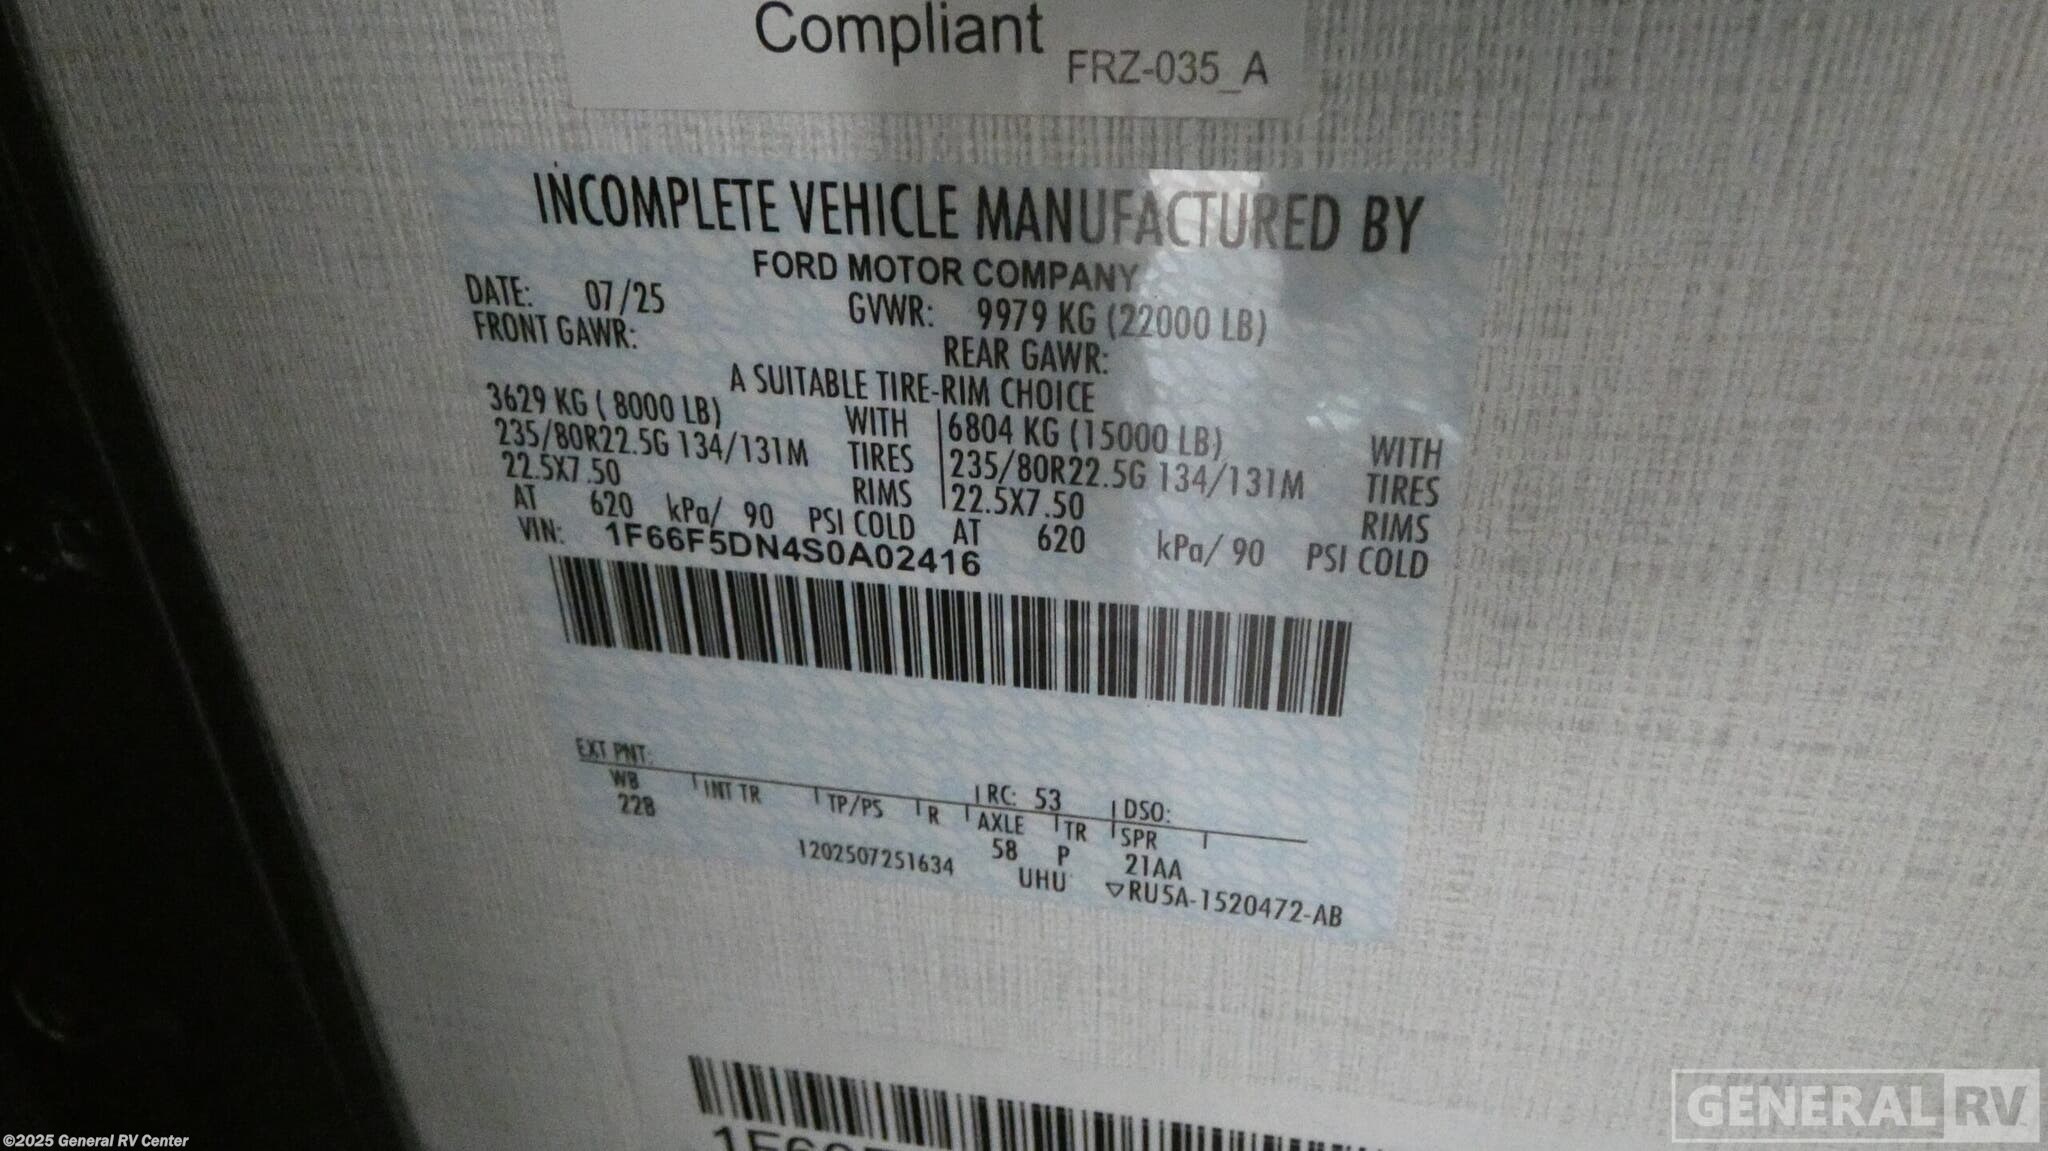 Compliant
FRZ-035_A
INCOMPLETE VEHICLE MANUFACTURED BY
FORD MOTOR COMPANY
DATE: 07/25 GVWR: 9979 KG (22000 LB)
FRONT GAWR: REAR GAWR:
A SUITABLE TIRE-RIM CHOICE
3629 KG ( 8000 LB) WITH 6804 KG (15000 LB) WITH
235/80R22.5G 134/131M TIRES 235/80R22.5G 134/131M TIRES
22.5X7.50 RIMS 22.5X7.50 RIMS
AT 620 kPa/ 90 PSI COLD AT 620 kPa/ 90 PSI COLD
VIN: 1F66F5DN4S0A02416
EXT PNT: RC: 53 DSO:
WB INT TR TP/PS R AXLE TR SPR
228 58 P 21AA
1202507251634 UHU ▽RU5A-1520472-AB
GENERAL RV
©2025 General RV Center